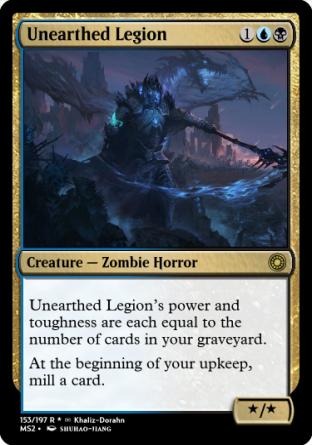 Unearthed Legion 1
Creature — Zombie Horror
Unearthed Legion's power and
toughness are each equal to the
number of cards in your graveyard.
At the beginning of your upkeep,
mill a card.
*/*
153/197 R * ∞ Khaliz-Dorahn
MS2 • SHUHAO-JIANG